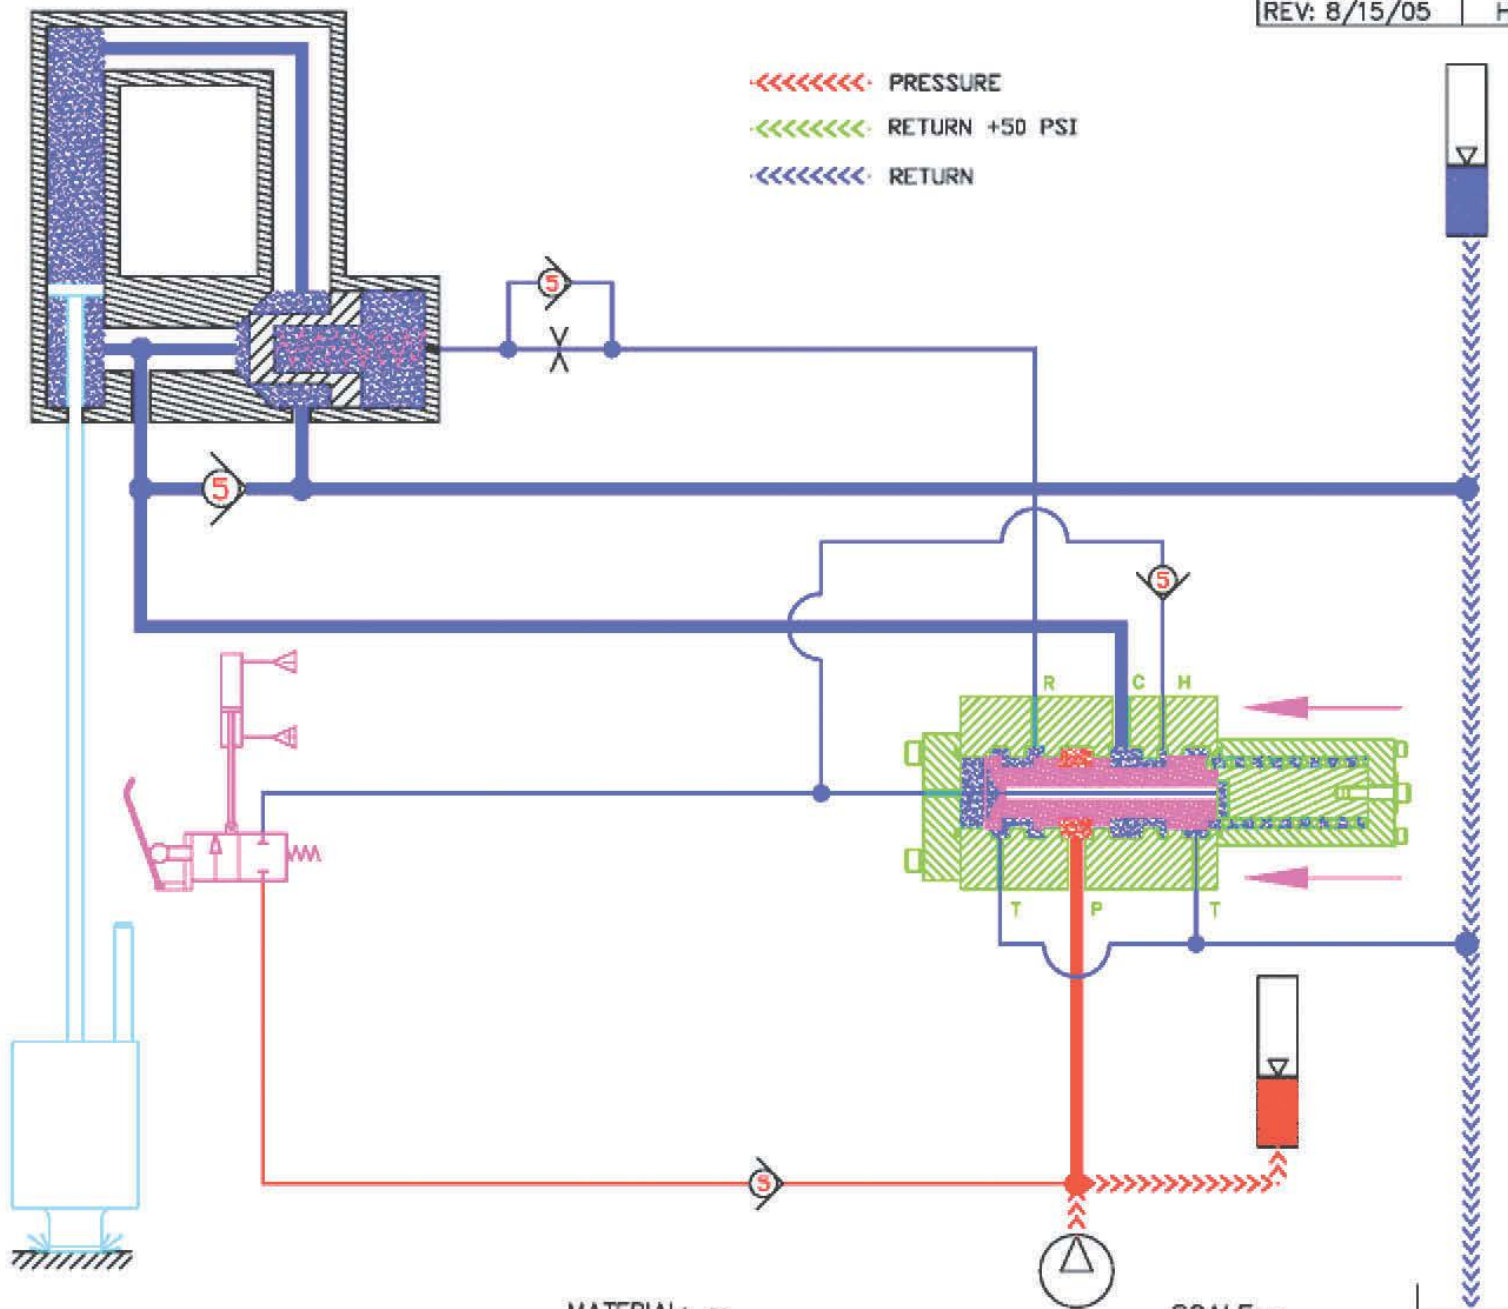 REV: 8/15/05 H
PRESSURE
RETURN +50 PSI
RETURN
5
5
5
R C H
T P T
5